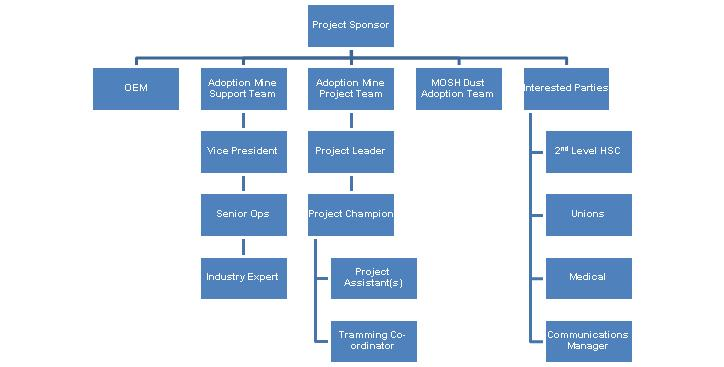 Project Sponsor
OEM
Adoption Mine
Support Team
Adoption Mine
Project Team
MOSH Dust
Adoption Team
Interested Parties
Vice President
Project Leader
2nd Level HSC
Senior Ops
Project Champion
Unions
Industry Expert
Project
Assistant(s)
Medical
Tramming Co-
ordinator
Communications
Manager